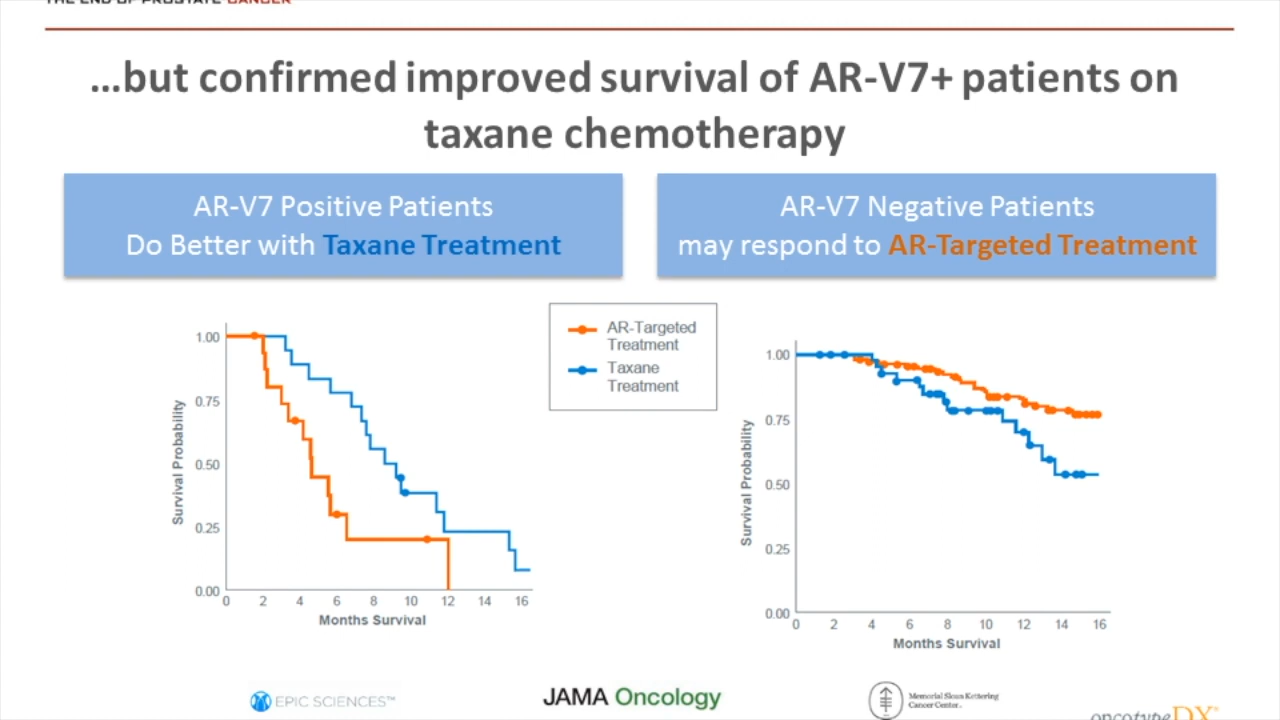 THE END OF PROSTATE CANCER
...but confirmed improved survival of AR-V7+ patients on
taxane chemotherapy
AR-V7 Positive Patients
Do Better with Taxane Treatment
AR-V7 Negative Patients
may respond to AR-Targeted Treatment
AR-Targeted
Treatment
Taxane
Treatment
Survival Probability
1.00
0.75
0.50
0.25
0.00
0 2 4 6 8 10 12 14 16
Months Survival
Survival Probability
1.00
0.75
0.50
0.25
0.00
0 2 4 6 8 10 12 14 16
Months Survival
EPIC SCIENCES™
JAMA Oncology
Memorial Sloan Kettering
Cancer Center.
oncotypeDX®